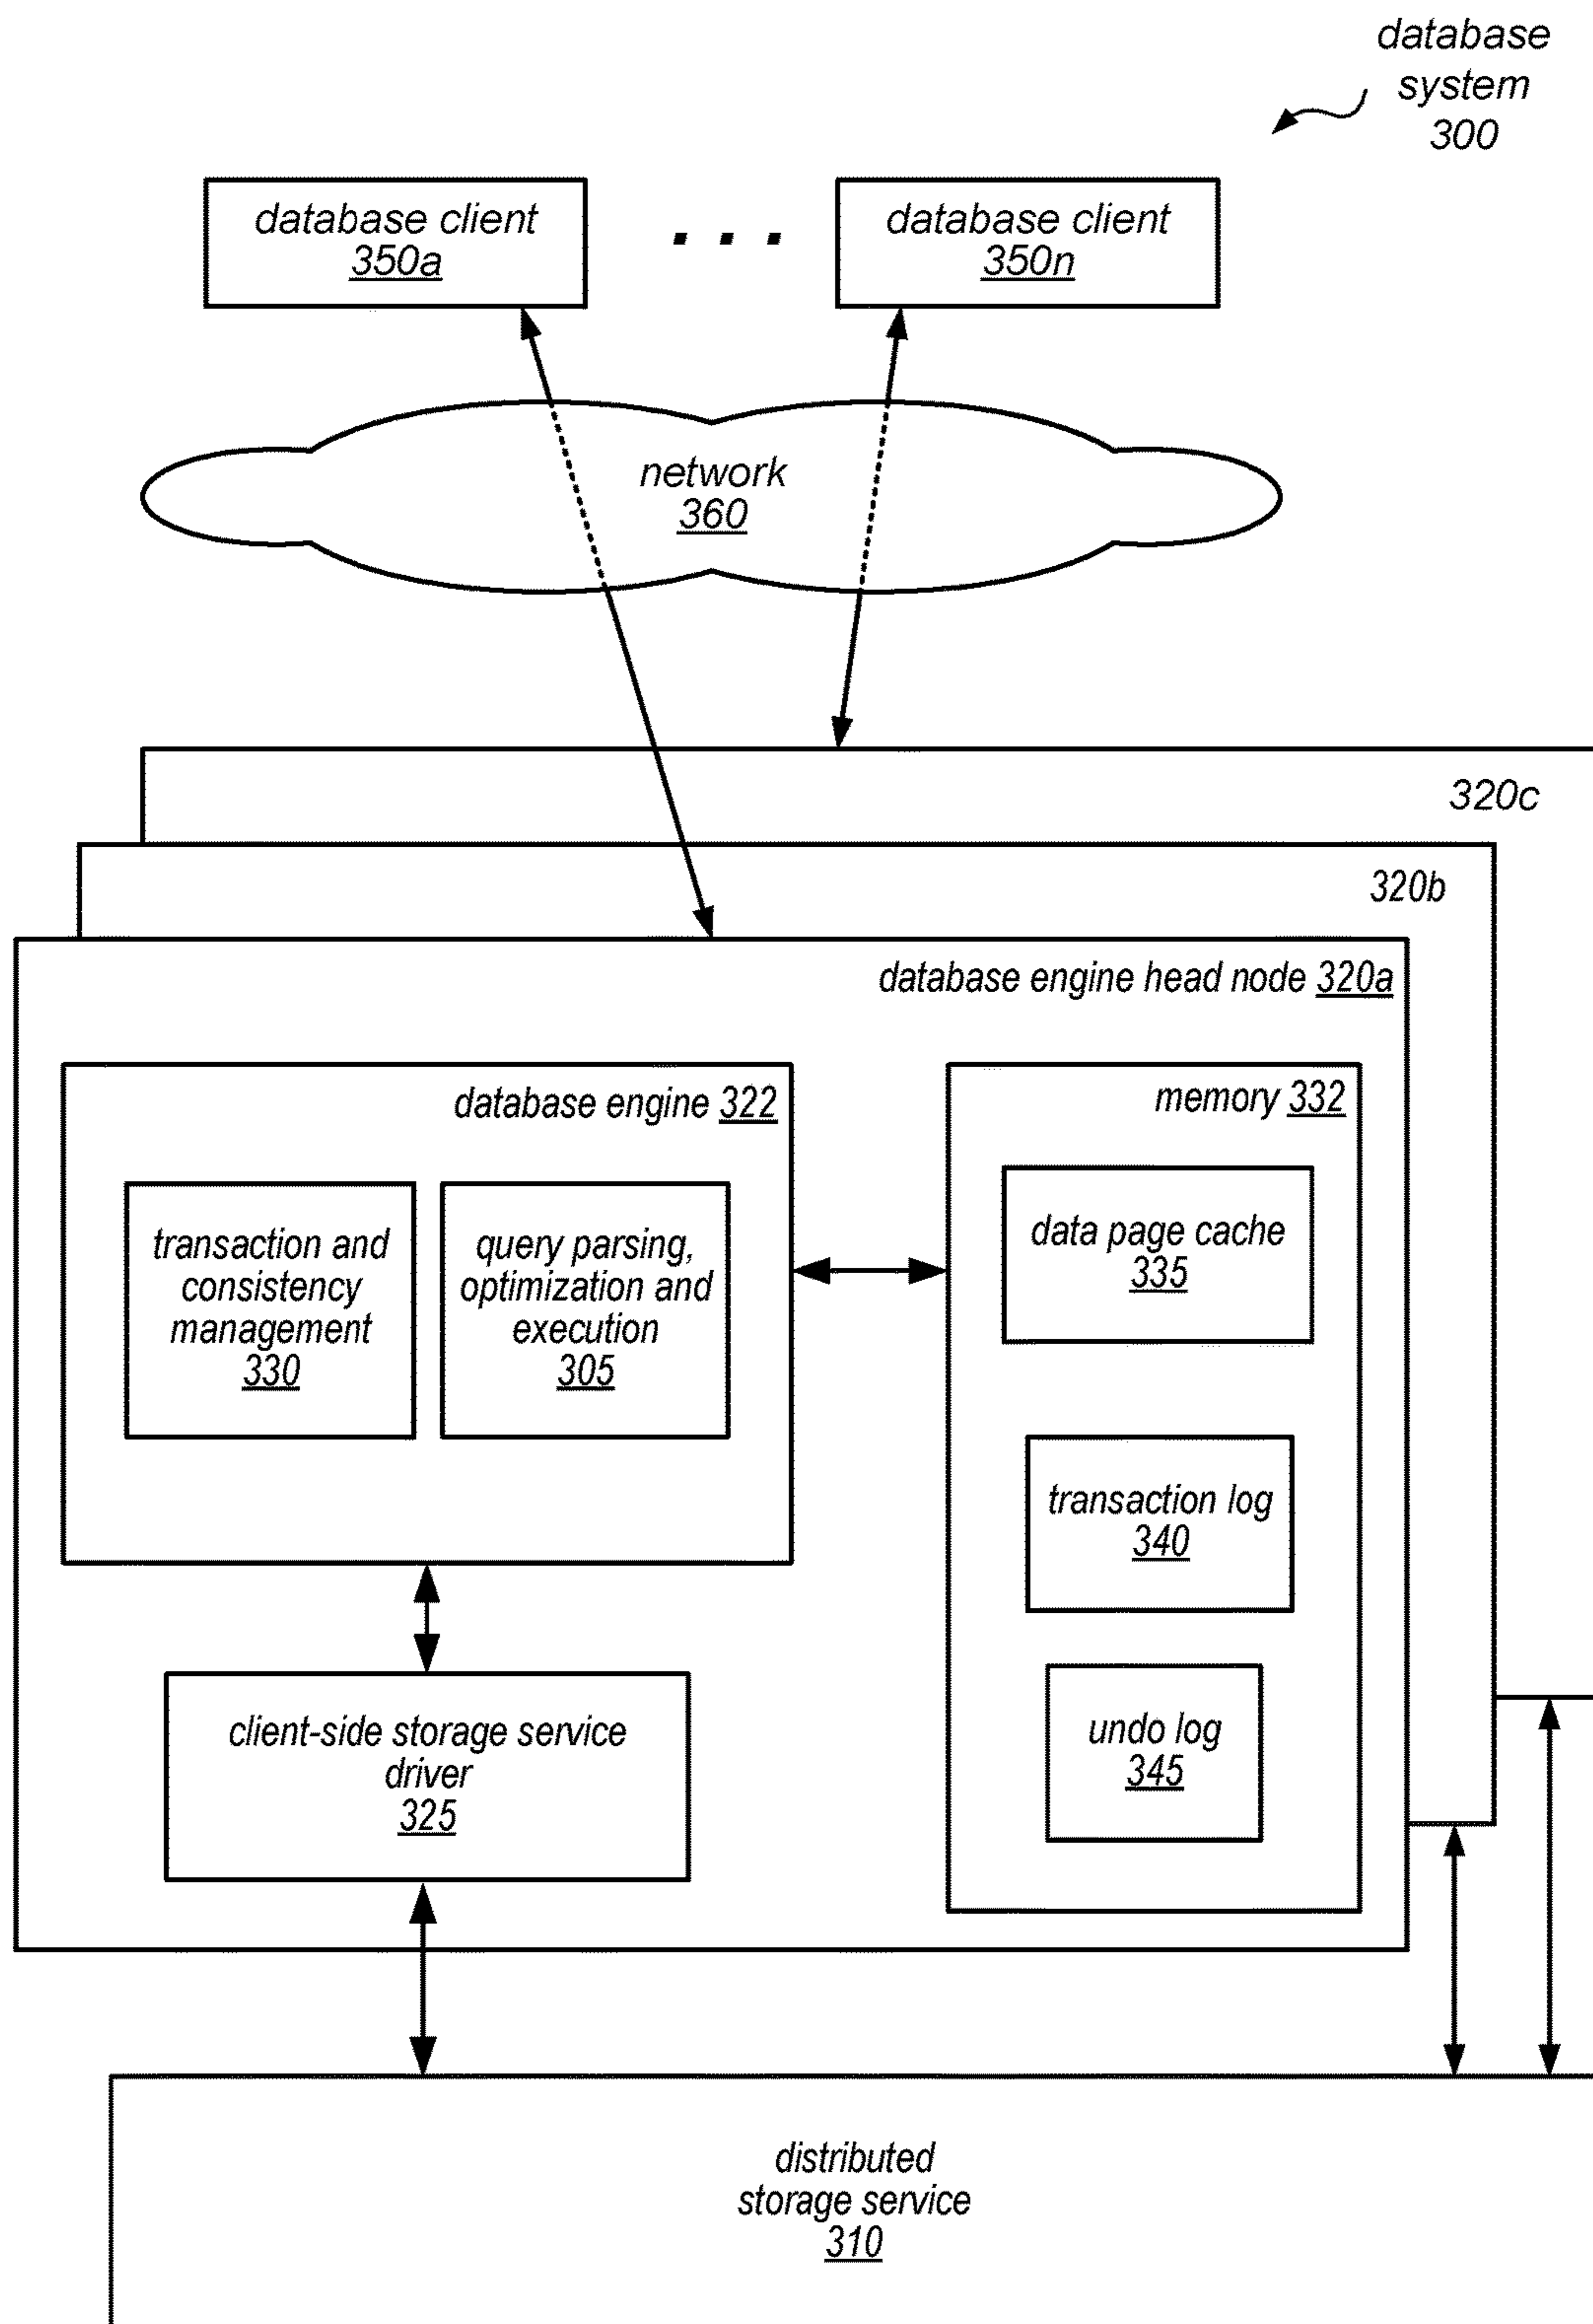 database
system
300
database client
350a
. . .
database client
350n
network
360
320c
320b
database engine head node 320a
database engine 322
transaction and
consistency
management
330
query parsing,
optimization and
execution
305
memory 332
data page cache
335
transaction log
340
undo log
345
client-side storage service
driver
325
distributed
storage service
310